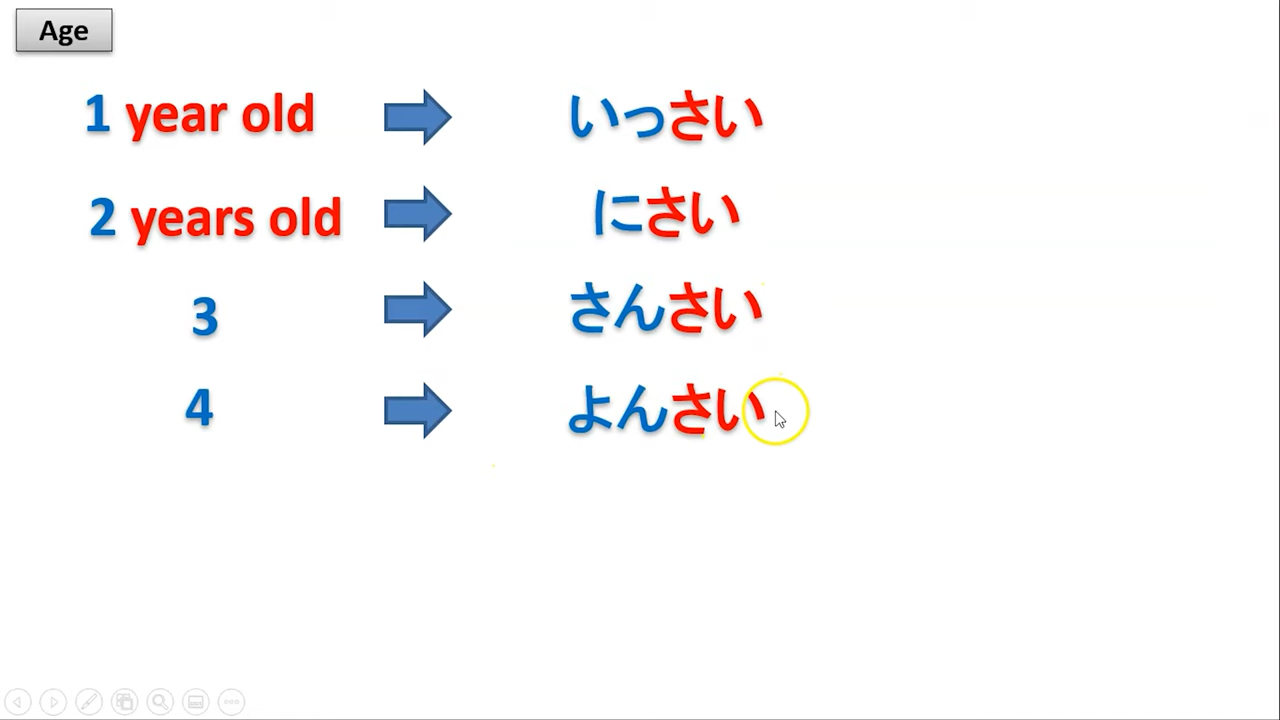 Age
1 year old いっさい
2 years old にさい
3 さんさい
4 よんさい